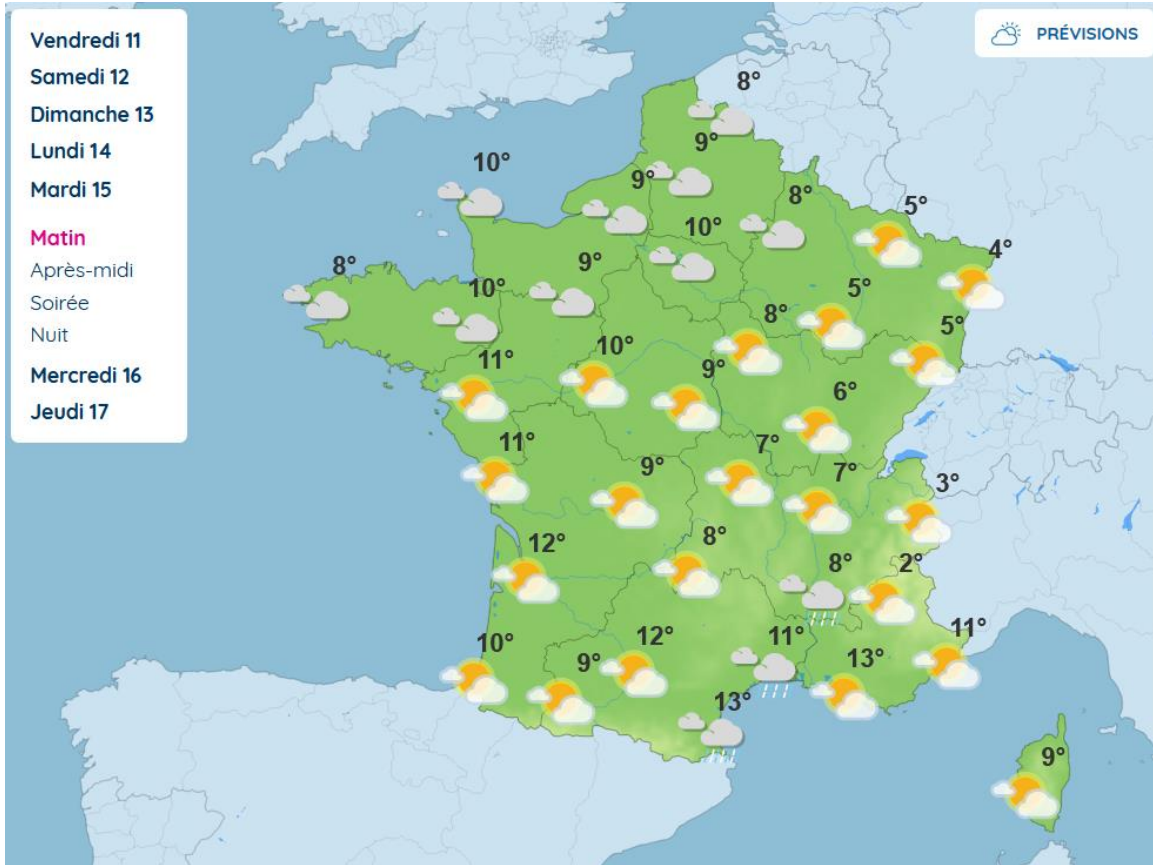 Vendredi 11
Samedi 12
Dimanche 13
Lundi 14
Mardi 15
Matin
Après-midi
Soirée
Nuit
Mercredi 16
Jeudi 17
PRÉVISIONS
8°
9°
10°
9°
8°
10°
5°
4°
8°
10°
9°
5°
8°
5°
11°
10°
9°
6°
11°
9°
7°
7°
3°
12°
8°
8°
2°
10°
9°
12°
11°
13°
11°
13°
9°